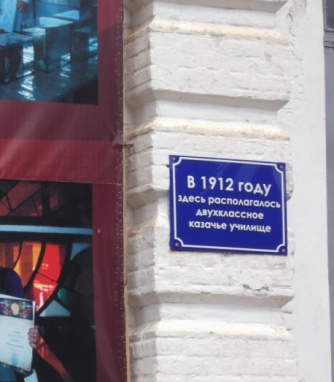 В 1912 году
здесь располагалось
двухклассное
казачье училище